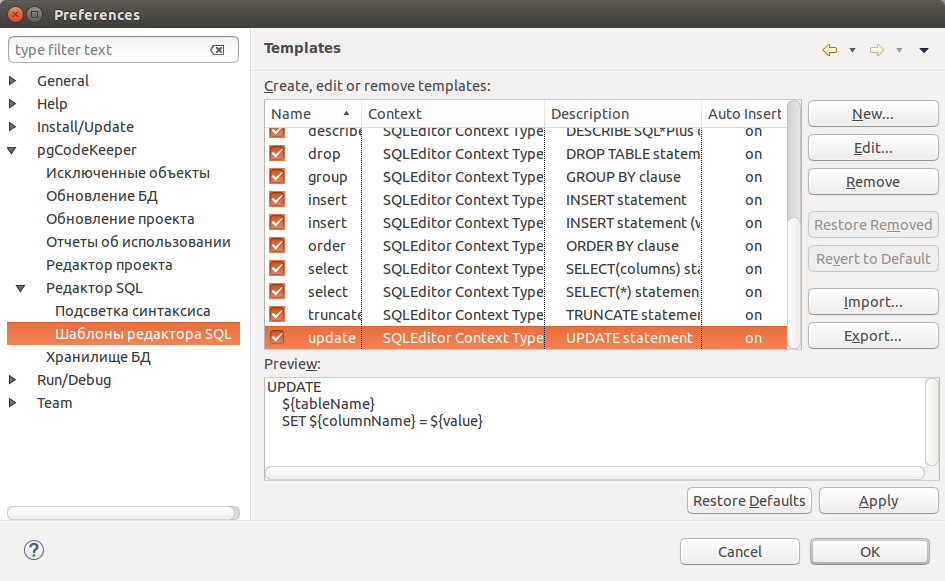 Preferences
type filter text
General
Help
Install/Update
pgCodeKeeper
Исключенные объекты
Обновление БД
Обновление проекта
Отчеты об использовании
Редактор проекта
Редактор SQL
Подсветка синтаксиса
Шаблоны редактора SQL
Хранилище БД
Run/Debug
Team
Templates
Create, edit or remove templates:
Name Context Description Auto Insert
describe SQLEditor Context Type DESCRIBE SQL*Plus on
drop SQLEditor Context Type DROP TABLE statem on
group SQLEditor Context Type GROUP BY clause on
insert SQLEditor Context Type INSERT statement on
insert SQLEditor Context Type INSERT statement (v on
order SQLEditor Context Type ORDER BY clause on
select SQLEditor Context Type SELECT(columns) sta on
select SQLEditor Context Type SELECT(*) statemen on
truncate SQLEditor Context Type TRUNCATE statemen on
update SQLEditor Context Type UPDATE statement on
New...
Edit...
Remove
Restore Removed
Revert to Default
Import...
Export...
Preview:
UPDATE
${tableName}
SET ${columnName} = ${value}
Restore Defaults Apply
? Cancel OK